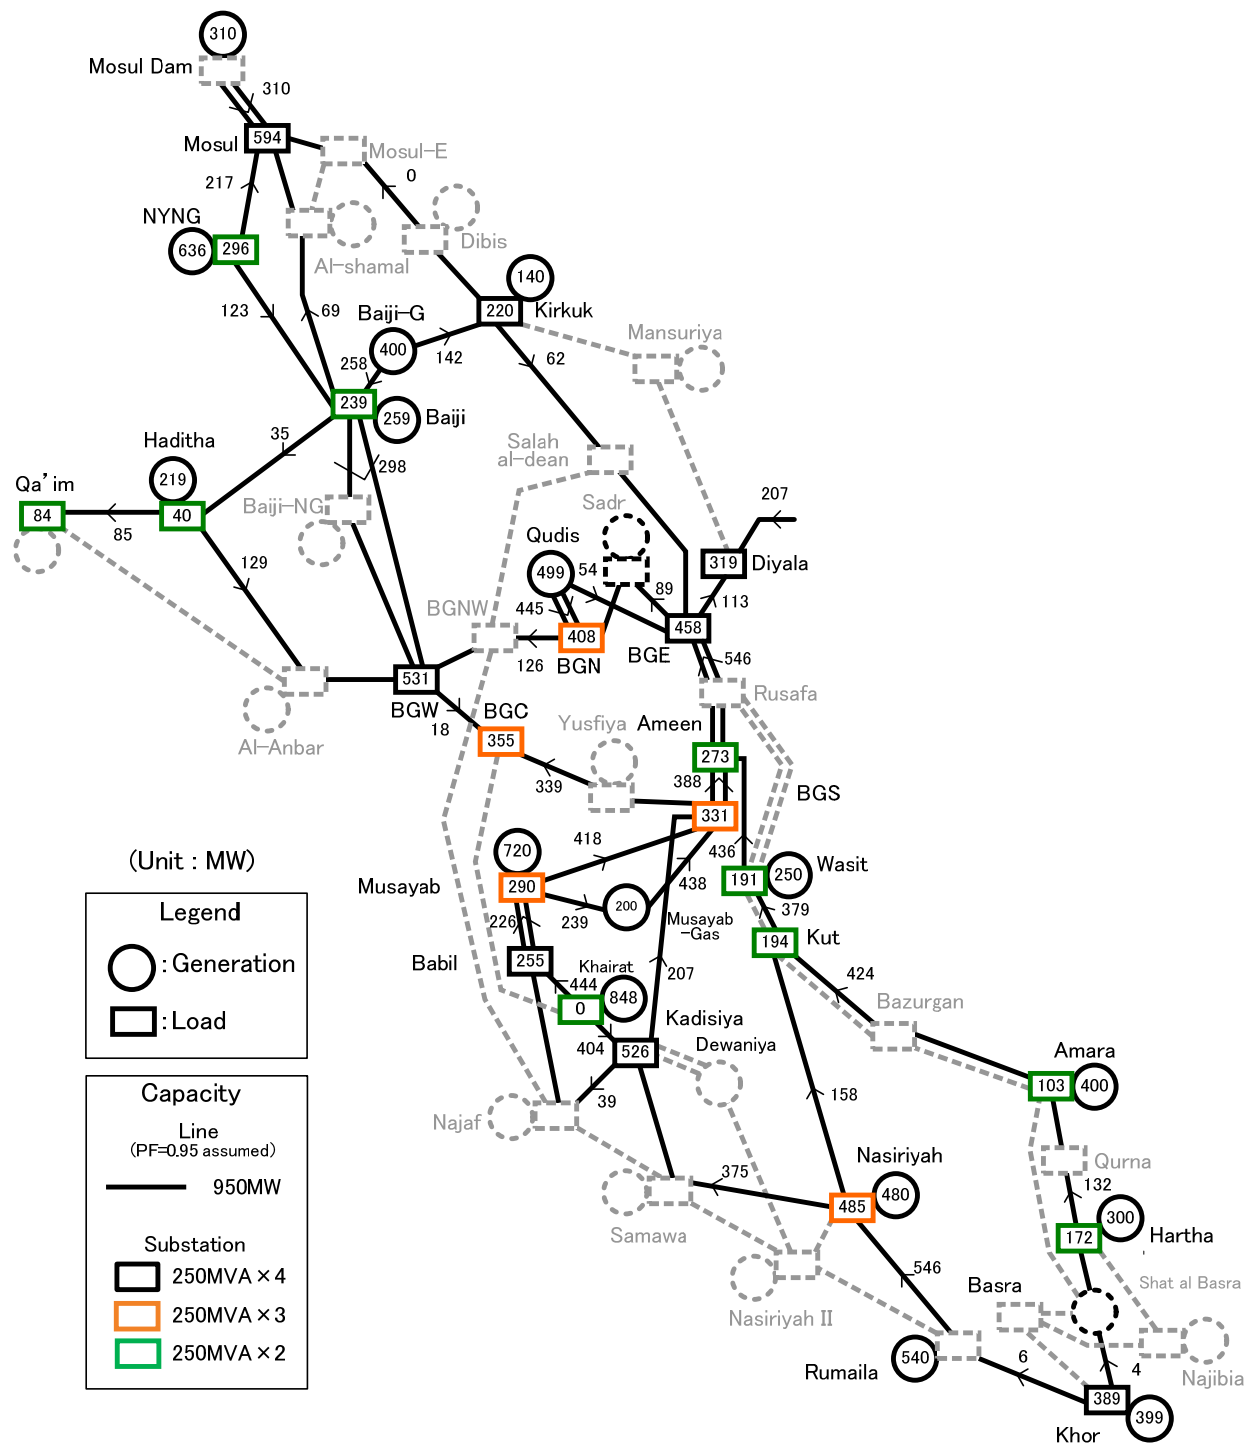 310
Mosul Dam
310
594
Mosul
Mosul-E
0
217
NYNG
636
296
Dibis
Al-shamal
140
123
69
Baiji-G
220
Kirkuk
Mansuriya
400
142
62
258
239
259
Baiji
Haditha
35
Salah
al-dean
219
298
Qa'im
Sadr
84
40
Baiji-NG
207
85
Qudis
129
499
54
319
Diyala
445
89
113
BGNW
408
458
126
BGN
BGE
546
531
Rusafa
BGW
18
BGC
Yusfiya
Ameen
355
Al-Anbar
273
339
388
BGS
331
418
436
(Unit : MW)
720
Wasit
Musayab
290
438
191
250
Legend
239
200
Musayab
-Gas
379
226
194
Kut
: Generation
Babil
255
Khairat
207
424
444
848
Bazurgan
: Load
0
Kadisiya
404
526
Dewaniya
Amara
Capacity
103
400
Line
(PF=0.95 assumed)
Najaf
39
158
950MW
Nasiriyah
Qurna
375
132
480
485
300
Samawa
172
Hartha
Substation
250MVA×4
546
Basra
Shat al Basra
250MVA×3
Nasiriyah II
250MVA×2
540
Rumaila
6
4
Najibia
389
399
Khor